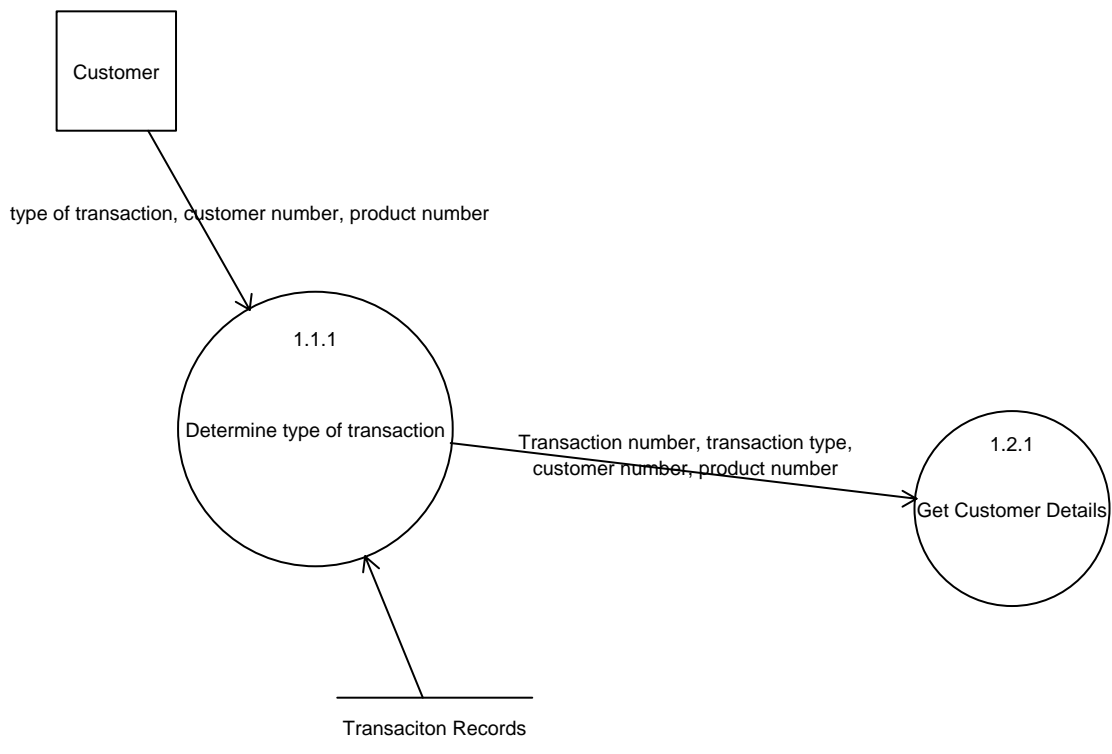 Customer
type of transaction, customer number, product number
1.1.1
Determine type of transaction
Transaction number, transaction type,
customer number, product number
1.2.1
Get Customer Details
Transaciton Records